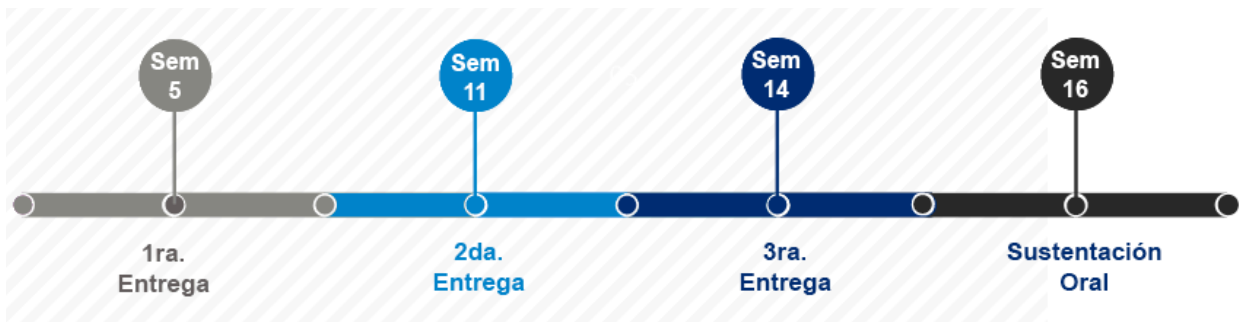 Sem
5
Sem
11
Sem
14
Sem
16
1ra.
Entrega
2da.
Entrega
3ra.
Entrega
Sustentación
Oral